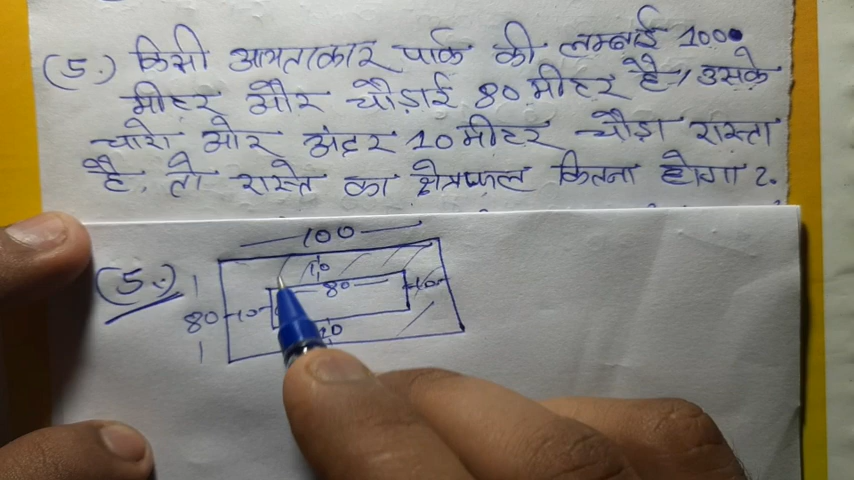 (5.) किसी आयताकार पार्क की लम्बाई 100
मीटर और चौड़ाई 80 मीटर है, उसके
चारो ओर अंदर 10 मीटर चौड़ा रास्ता
है, तो रास्ते का क्षेत्रफल कितना होगा ?
100
(5.)
10
80
10
80
10
10